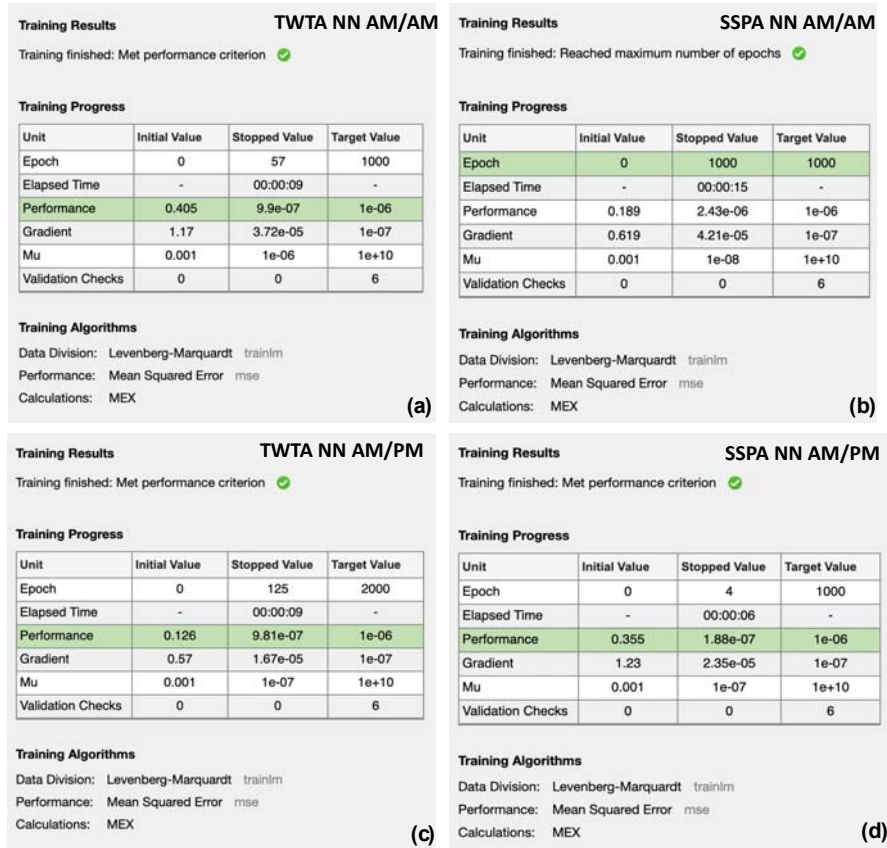 Training Results TWTA NN AM/AM
Training finished: Met performance criterion
Training Progress
Unit Initial Value Stopped Value Target Value
Epoch 0 57 1000
Elapsed Time - 00:00:09 -
Performance 0.405 9.9e-07 1e-06
Gradient 1.17 3.72e-05 1e-07
Mu 0.001 1e-06 1e+10
Validation Checks 0 0 6
Training Algorithms
Data Division: Levenberg-Marquardt trainlm
Performance: Mean Squared Error mse
Calculations: MEX
(a)
Training Results SSPA NN AM/AM
Training finished: Reached maximum number of epochs
Training Progress
Unit Initial Value Stopped Value Target Value
Epoch 0 1000 1000
Elapsed Time - 00:00:15 -
Performance 0.189 2.43e-06 1e-06
Gradient 0.619 4.21e-05 1e-07
Mu 0.001 1e-08 1e+10
Validation Checks 0 0 6
Training Algorithms
Data Division: Levenberg-Marquardt trainlm
Performance: Mean Squared Error mse
Calculations: MEX
(b)
Training Results TWTA NN AM/PM
Training finished: Met performance criterion
Training Progress
Unit Initial Value Stopped Value Target Value
Epoch 0 125 2000
Elapsed Time - 00:00:09 -
Performance 0.126 9.81e-07 1e-06
Gradient 0.57 1.67e-05 1e-07
Mu 0.001 1e-07 1e+10
Validation Checks 0 0 6
Training Algorithms
Data Division: Levenberg-Marquardt trainlm
Performance: Mean Squared Error mse
Calculations: MEX
(c)
Training Results SSPA NN AM/PM
Training finished: Met performance criterion
Training Progress
Unit Initial Value Stopped Value Target Value
Epoch 0 4 1000
Elapsed Time - 00:00:06 -
Performance 0.355 1.88e-07 1e-06
Gradient 1.23 2.35e-05 1e-07
Mu 0.001 1e-07 1e+10
Validation Checks 0 0 6
Training Algorithms
Data Division: Levenberg-Marquardt trainlm
Performance: Mean Squared Error mse
Calculations: MEX
(d)